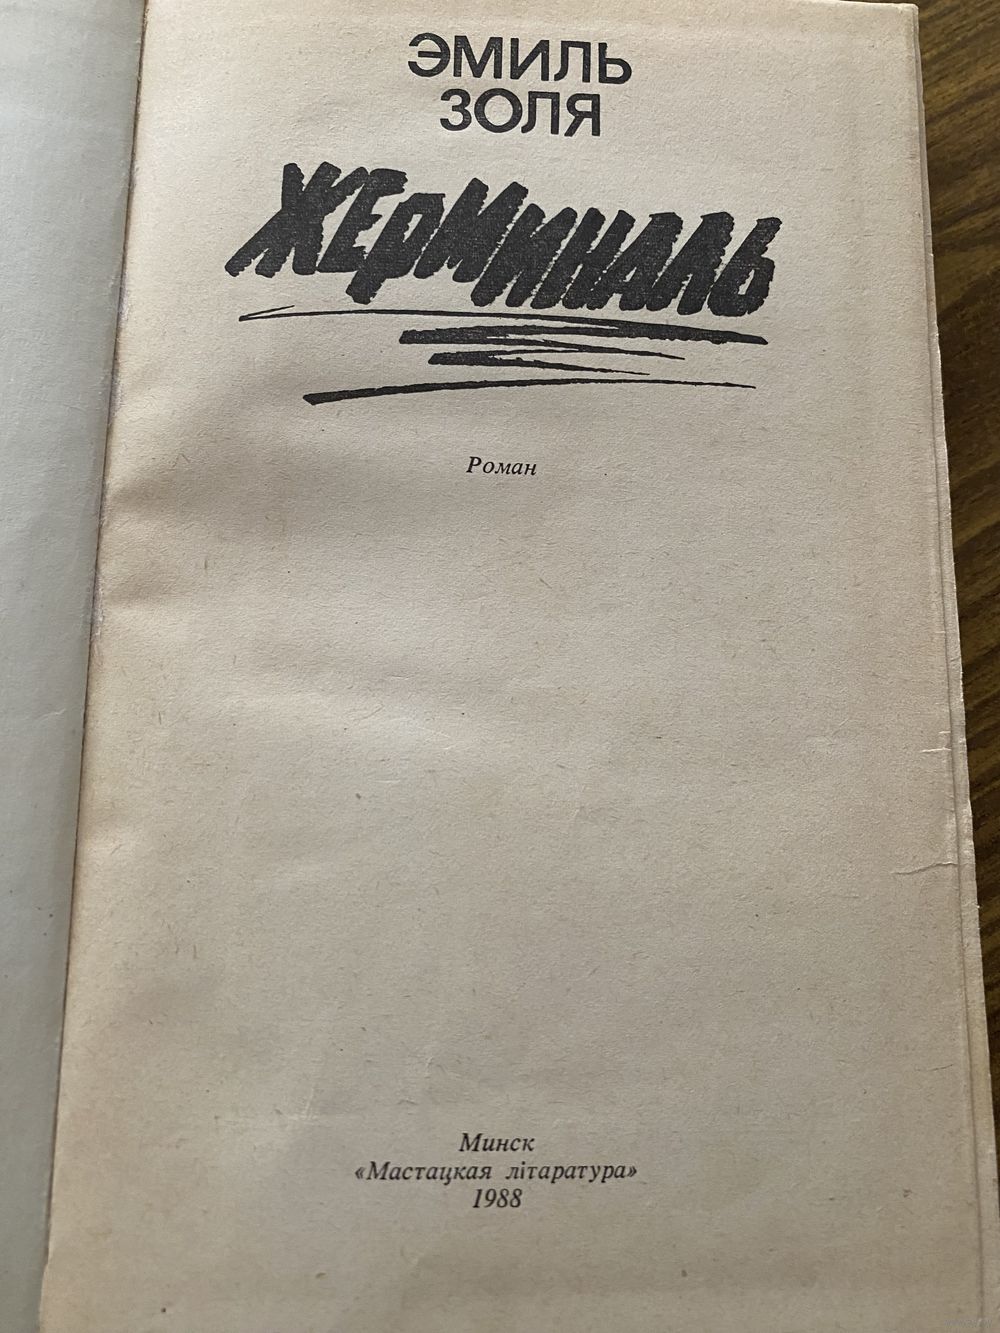 ЭМИЛЬ
ЗОЛЯ
ЖЕРМИНАЛЬ
Роман
Минск
«Мастацкая літаратура»
1988